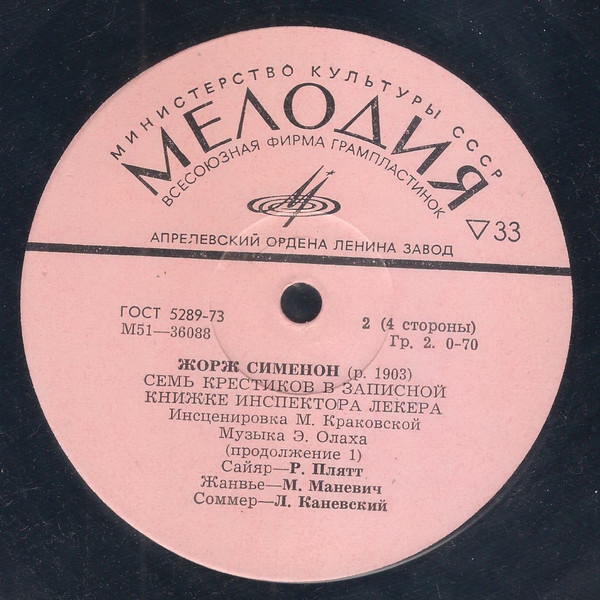 МИНИСТЕРСТВО КУЛЬТУРЫ СССР
МЕЛОДИЯ
ВСЕСОЮЗНАЯ ФИРМА ГРАМПЛАСТИНОК
33
АПРЕЛЕВСКИЙ ОРДЕНА ЛЕНИНА ЗАВОД
ГОСТ 5289-73
М51—36088
2 (4 стороны)
Гр. 2. 0-70
ЖОРЖ СИМЕНОН (р. 1903)
СЕМЬ КРЕСТИКОВ В ЗАПИСНОЙ
КНИЖКЕ ИНСПЕКТОРА ЛЕКЕРА
Инсценировка М. Краковской
Музыка Э. Олаха
(продолжение 1)
Сайяр—Р. Плятт
Жанвье—М. Маневич
Соммер—Л. Каневский